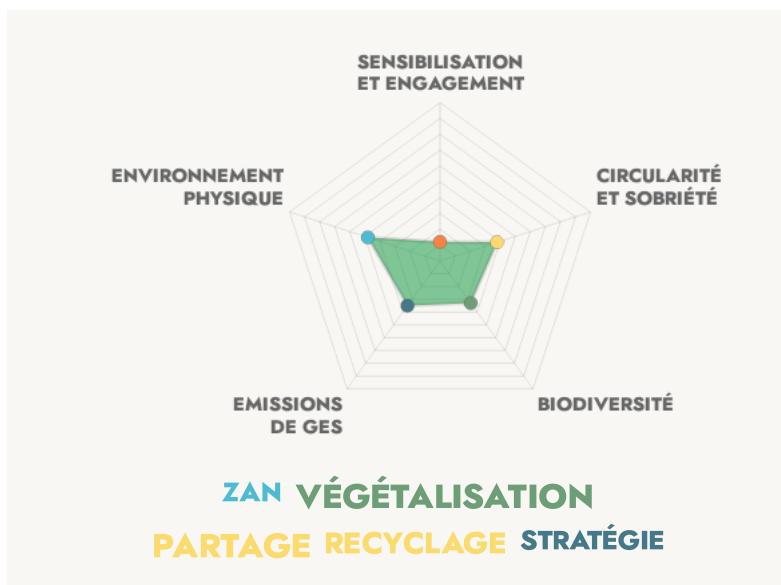 SENSIBILISATION
ET ENGAGEMENT
ENVIRONNEMENT
PHYSIQUE
CIRCULARITÉ
ET SOBRIÉTÉ
EMISSIONS
DE GES
BIODIVERSITÉ
ZAN VÉGÉTALISATION
PARTAGE RECYCLAGE STRATÉGIE